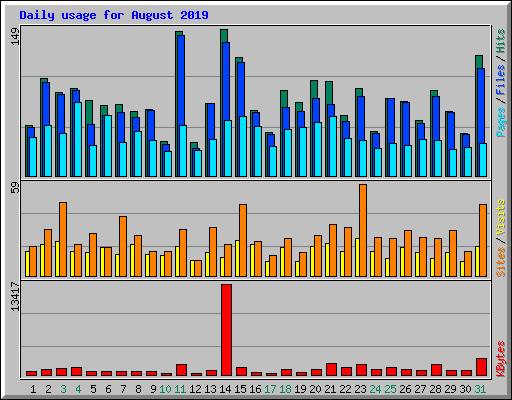 Daily usage for August 2019
149
Pages / Files / Hits
59
Sites / Visits
13417
KBytes
1 2 3 4 5 6 7 8 9 10 11 12 13 14 15 16 17 18 19 20 21 22 23 24 25 26 27 28 29 30 31